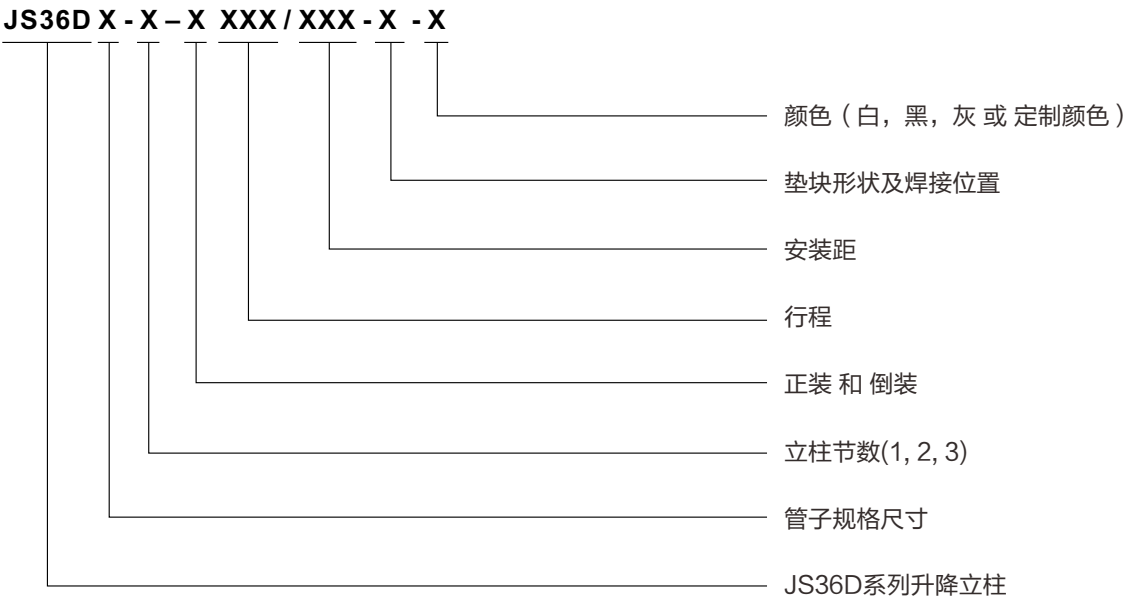 JS36D X - X – X XXX / XXX - X - X
颜色（白，黑，灰 或 定制颜色）
垫块形状及焊接位置
安装距
行程
正装 和 倒装
立柱节数(1, 2, 3)
管子规格尺寸
JS36D系列升降立柱